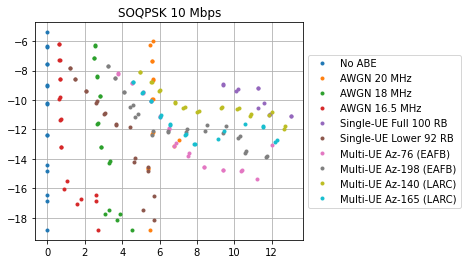 SOQPSK 10 Mbps
−6
−8
−10
−12
−14
−16
−18
0
2
4
6
8
10
12
No ABE
AWGN 20 MHz
AWGN 18 MHz
AWGN 16.5 MHz
Single-UE Full 100 RB
Single-UE Lower 92 RB
Multi-UE Az-76 (EAFB)
Multi-UE Az-198 (EAFB)
Multi-UE Az-140 (LARC)
Multi-UE Az-165 (LARC)